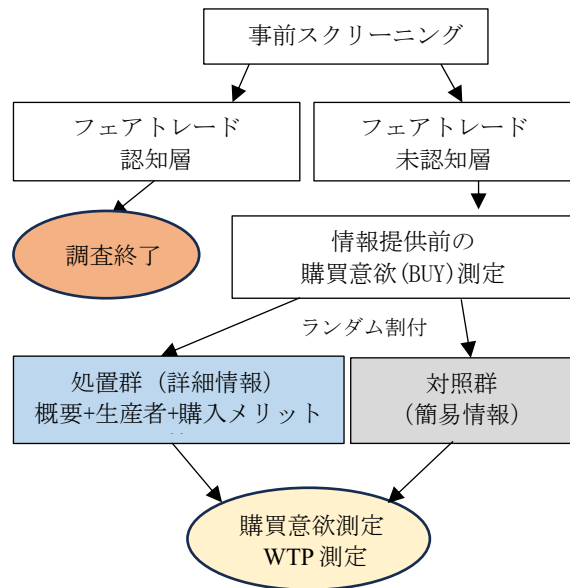 事前スクリーニング
フェアトレード
認知層
フェアトレード
未認知層
調査終了
情報提供前の
購買意欲(BUY)測定
ランダム割付
処置群（詳細情報）
概要+生産者+購入メリット
対照群
（簡易情報）
購買意欲測定
WTP 測定